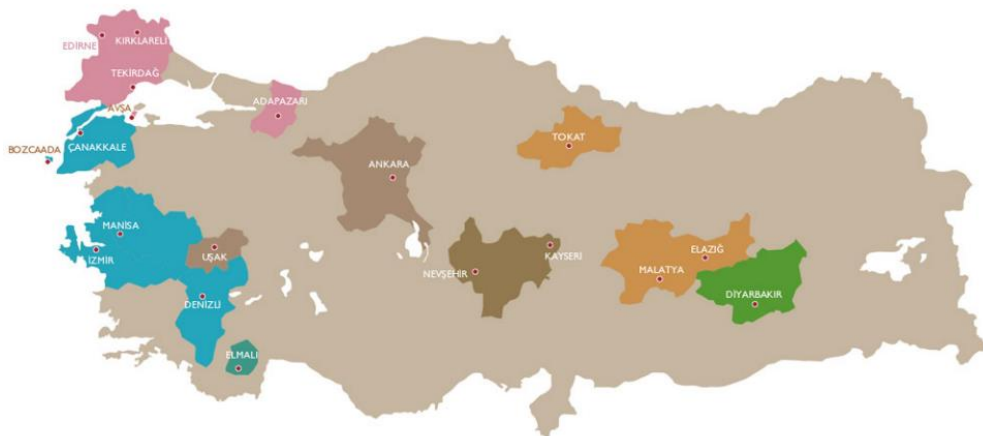 KIRKLARELİ
EDİRNE
TEKİRDAĞ
AVŞA
ADAPAZARI
BOZCAADA
ÇANAKKALE
TOKAT
ANKARA
MANİSA
İZMİR
UŞAK
ELAZIĞ
KAYSERİ
NEVŞEHİR
MALATYA
DİYARBAKIR
DENİZLİ
ELMALI